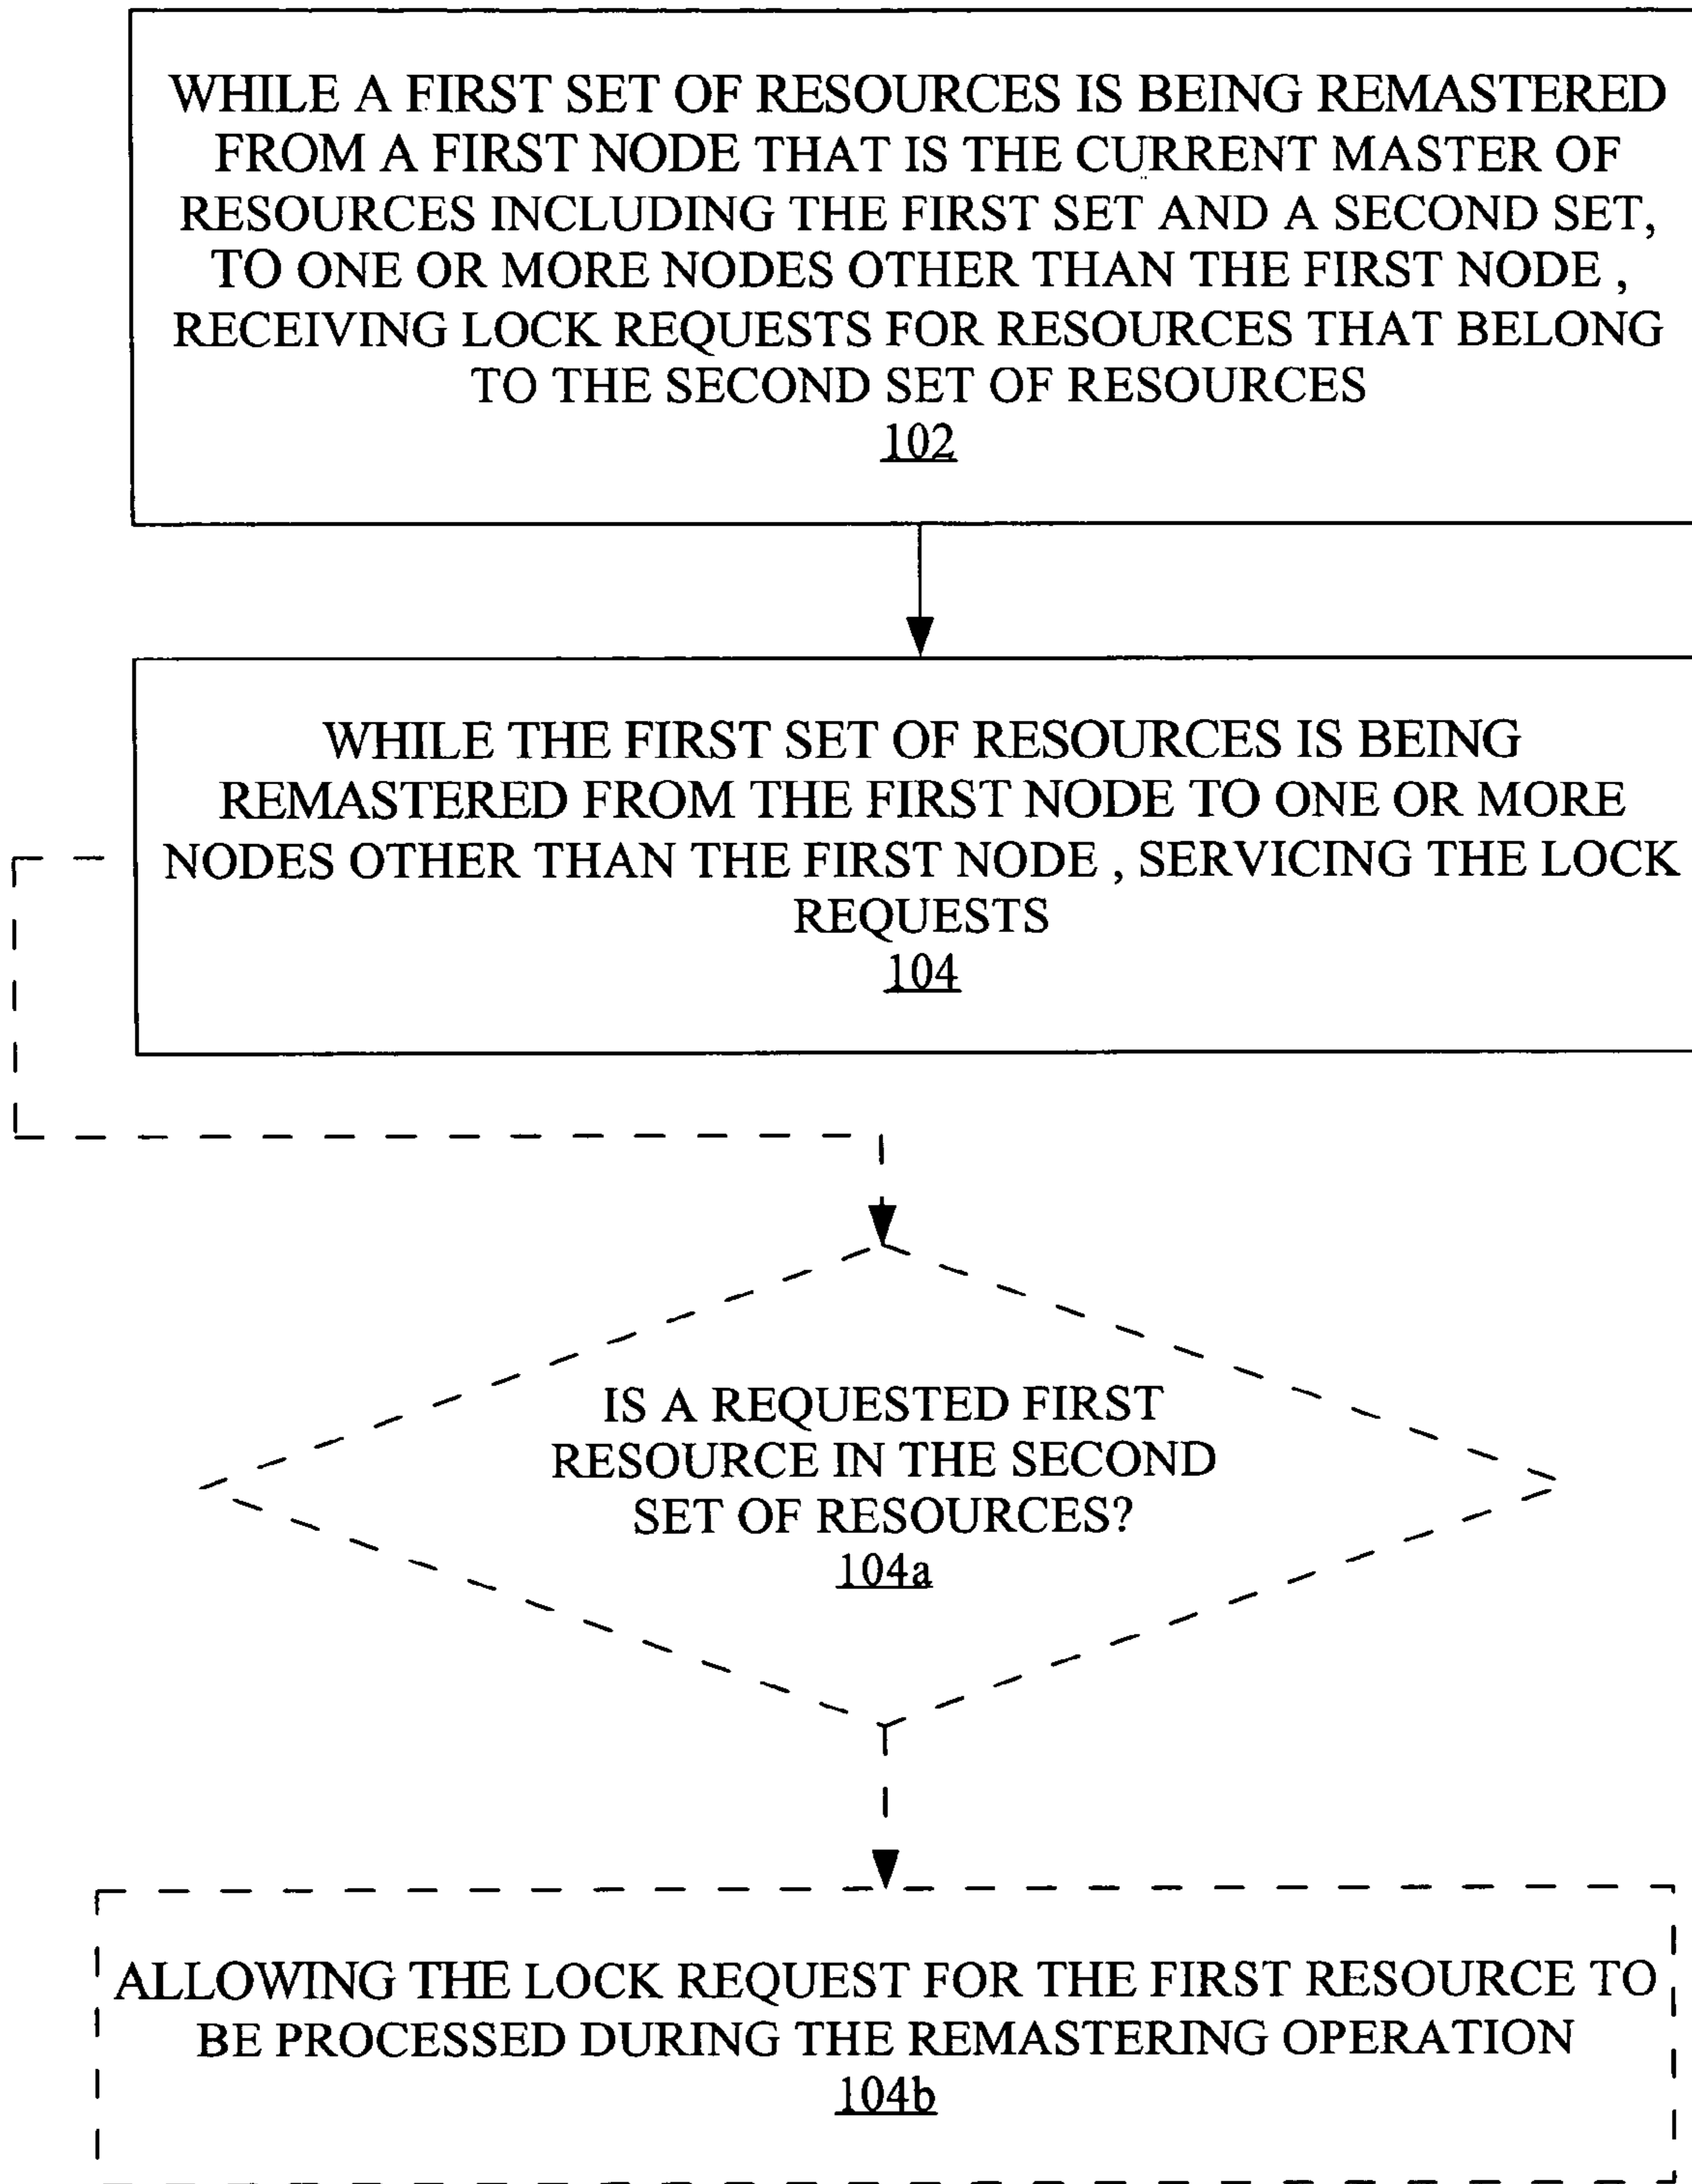 WHILE A FIRST SET OF RESOURCES IS BEING REMASTERED
FROM A FIRST NODE THAT IS THE CURRENT MASTER OF
RESOURCES INCLUDING THE FIRST SET AND A SECOND SET,
TO ONE OR MORE NODES OTHER THAN THE FIRST NODE ,
RECEIVING LOCK REQUESTS FOR RESOURCES THAT BELONG
TO THE SECOND SET OF RESOURCES
102
WHILE THE FIRST SET OF RESOURCES IS BEING
REMASTERED FROM THE FIRST NODE TO ONE OR MORE
NODES OTHER THAN THE FIRST NODE , SERVICING THE LOCK
REQUESTS
104
IS A REQUESTED FIRST
RESOURCE IN THE SECOND
SET OF RESOURCES?
104a
ALLOWING THE LOCK REQUEST FOR THE FIRST RESOURCE TO
BE PROCESSED DURING THE REMASTERING OPERATION
104b